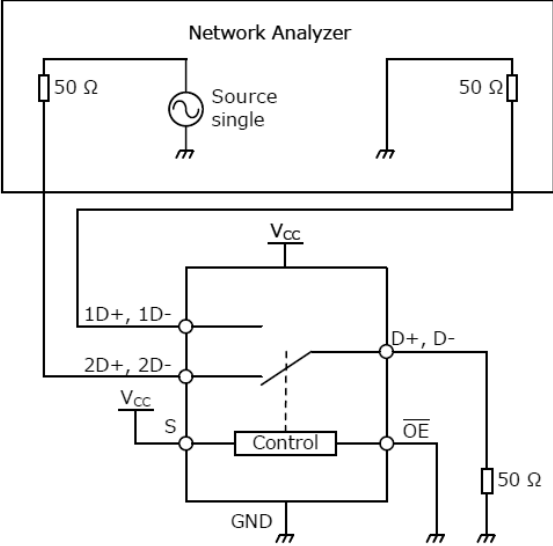 Network Analyzer
50 Ω
Source
single
50 Ω
VCC
1D+, 1D-
D+, D-
2D+, 2D-
VCC
S
Control
OE
50 Ω
GND